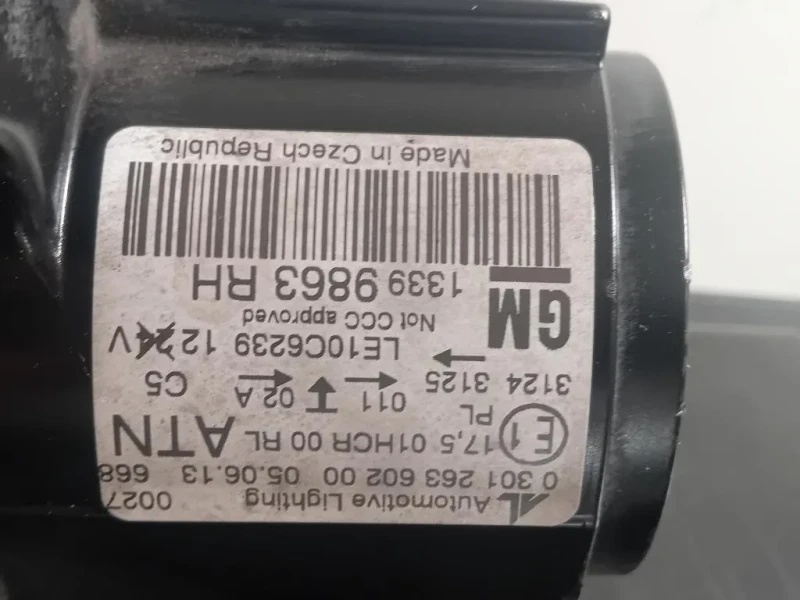 AL Automotive Lighting 0027
0 301 263 602 00 05.06.13 668
E1 17,5 01HCR 00 RL ATN
PL
011 02 A C5
3124 3125
LE10C6239 12 24V
GM Not CCC approved
1339 9863 RH
Made in Czech Republic